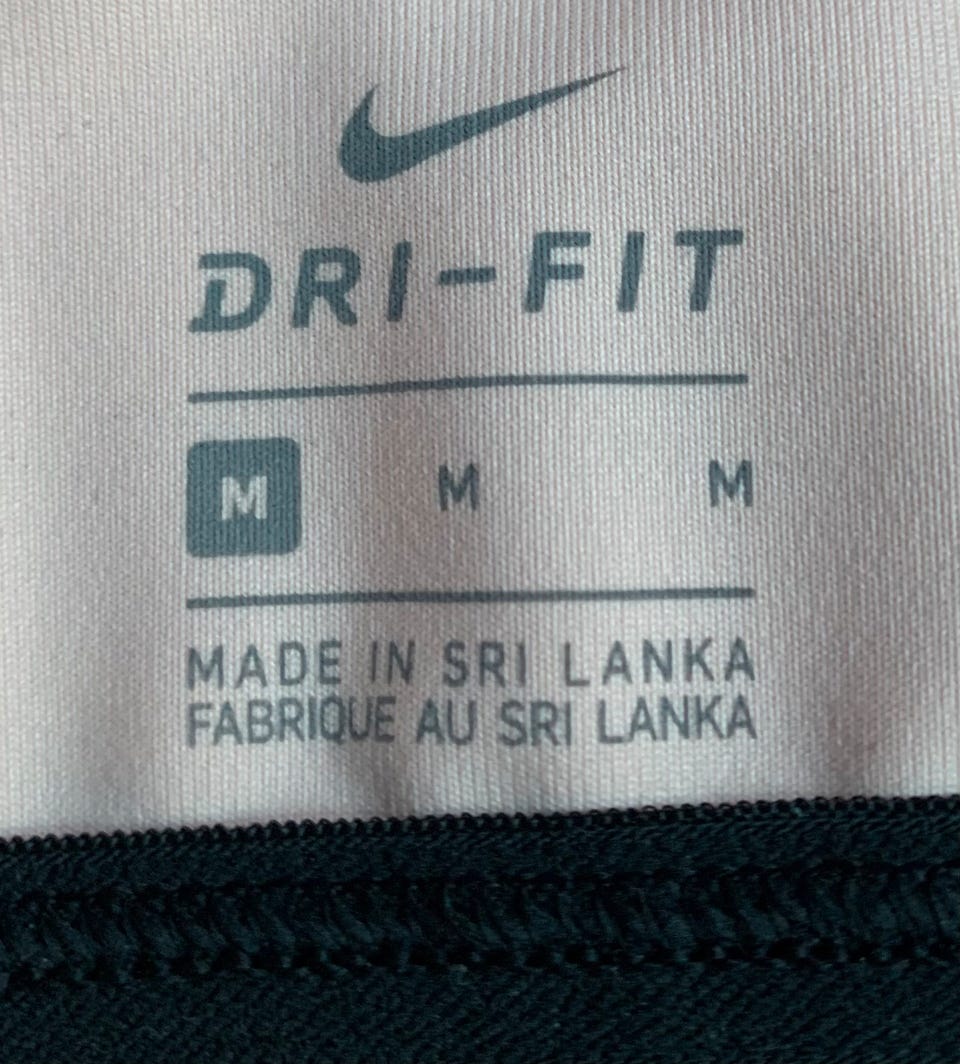 DRI-FIT
M M M
MADE IN SRI LANKA
FABRIQUE AU SRI LANKA